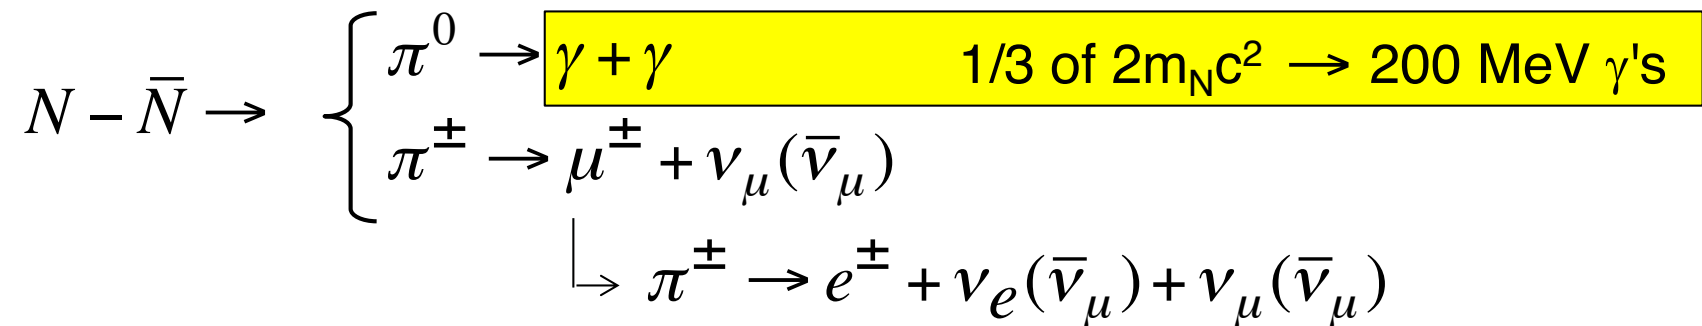 π⁰ → γ + γ 1/3 of 2m_Nc² → 200 MeV γ's
N – N̅ →
π^± → μ^± + ν_μ(ν̅_μ)
π^± → e^± + ν_e(ν̅_μ) + ν_μ(ν̅_μ)